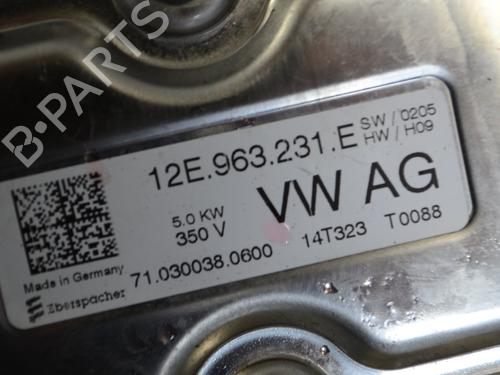 B-PARTS
12E.963.231.E SW/0205
HW/H09
5.0 KW
350 V
VW AG
Made in Germany
71.030038.0600 14T323 T0088
Eberspächer